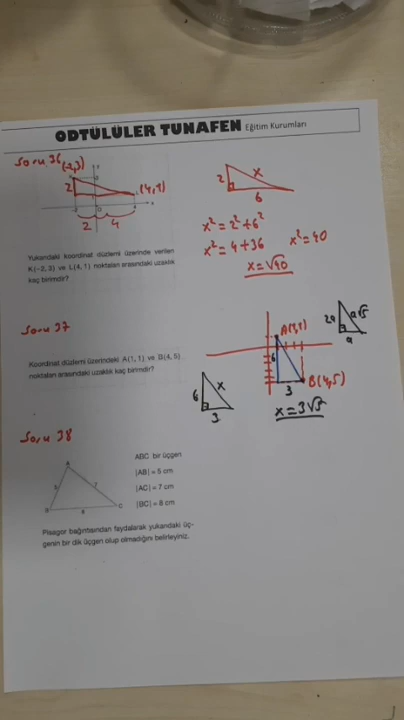 ODTÜLÜLER TUNAFEN Eğitim Kurumları
Soru 36
(-2,3)
(4,1)
2
2 4
2 x
6
x²=2²+6²
x²=4+36 x²=40
x=√40
Yukarıdaki koordinat düzlemi üzerinde verilen
K(-2, 3) ve L(4, 1) noktaları arasındaki uzaklık
kaç birimdir?
Soru 37
Koordinat düzlemi üzerindeki A(1, 1) ve B(4, 5)
noktaları arasındaki uzaklık kaç birimdir?
A(1,1)
6
3
B(4,5)
2a a√5
a
6 x
3
x=3√5
Soru 38
A
5 7
B 8 C
ABC bir üçgen
|AB| = 5 cm
|AC| = 7 cm
|BC| = 8 cm
Pisagor bağıntısından faydalarak yukarıdaki üç-
genin bir dik üçgen olup olmadığını belirleyiniz.